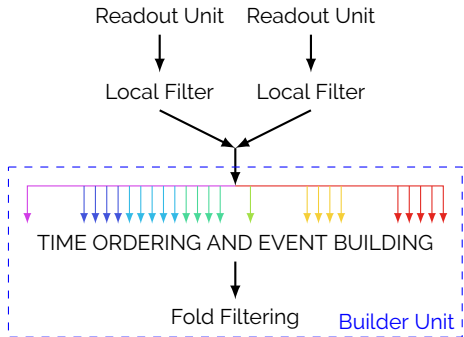 Readout Unit Readout Unit
Local Filter Local Filter
TIME ORDERING AND EVENT BUILDING
Fold Filtering
Builder Unit